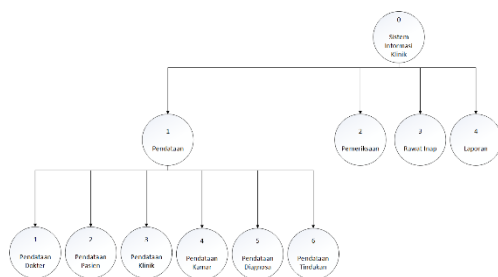 0
Sistem
Informasi
Klinik
1
Pendataan
2
Pemeriksaan
3
Rawat Inap
4
Laporan
1
Pendataan
Dokter
2
Pendataan
Pasien
3
Pendataan
Klinik
4
Pendataan
Kamar
5
Pendataan
Diagnosa
6
Pendataan
Tindakan